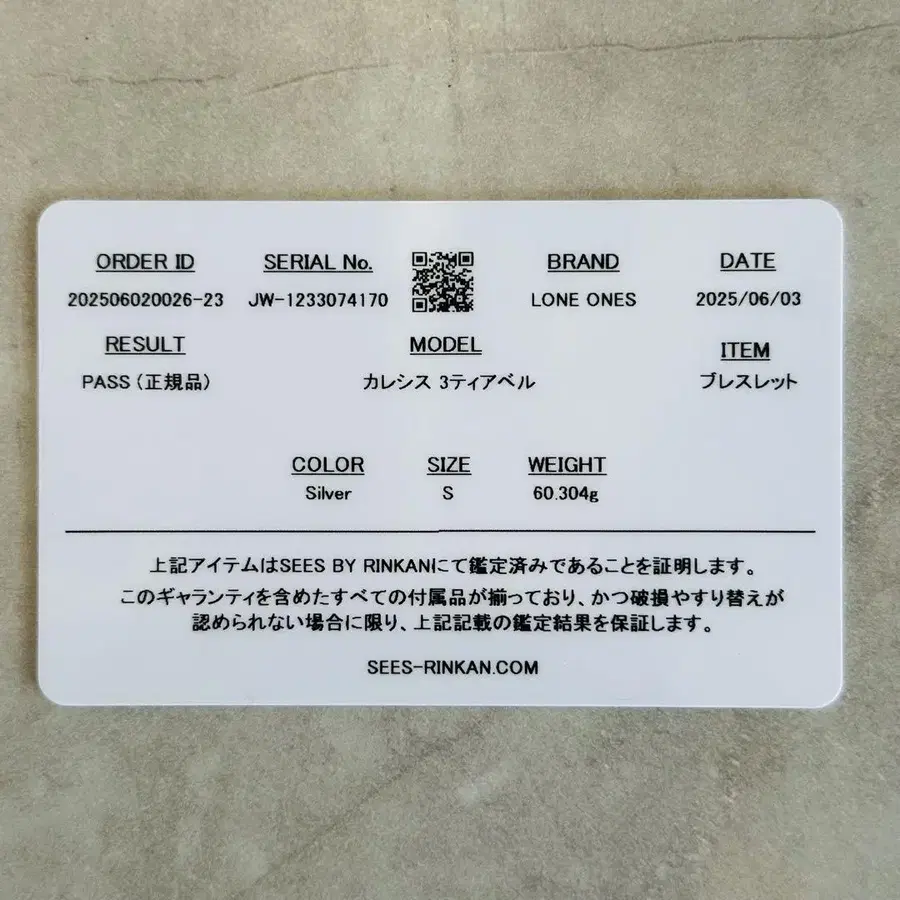 ORDER ID SERIAL No. BRAND DATE
202506020026-23 JW-1233074170 LONE ONES 2025/06/03
RESULT MODEL ITEM
PASS (正規品) カレシス 3ティアベル ブレスレット
COLOR SIZE WEIGHT
Silver S 60.304g
上記アイテムはSEES BY RINKANにて鑑定済みであることを証明します。
このギャランティを含めたすべての付属品が揃っており、かつ破損やすり替えが
認められない場合に限り、上記記載の鑑定結果を保証します。
SEES-RINKAN.COM